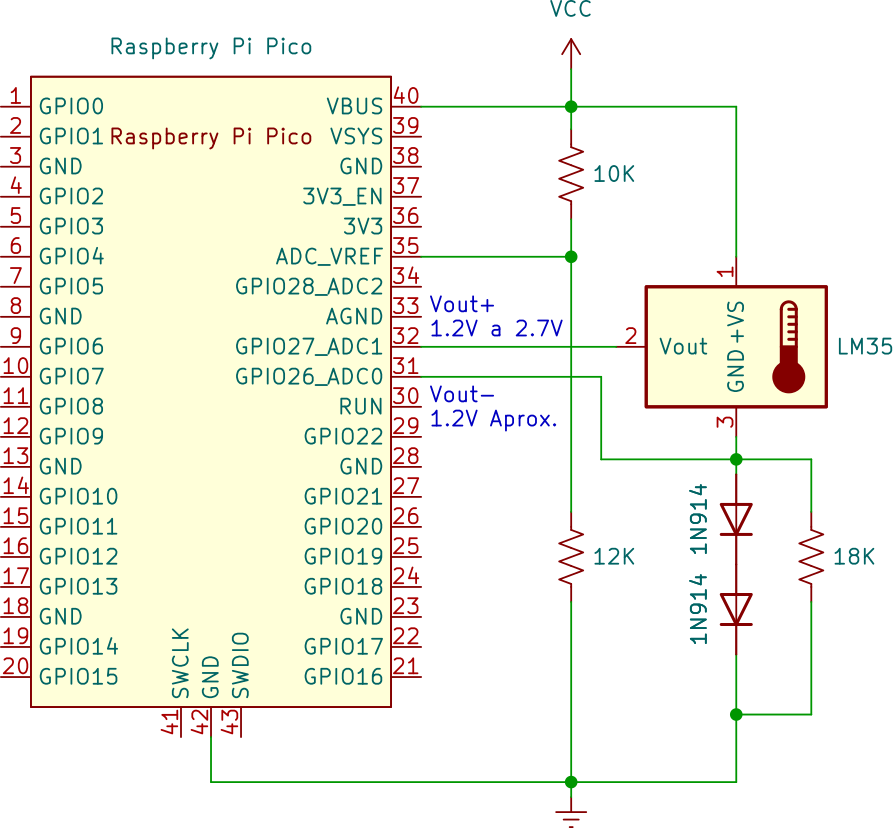 VCC
Raspberry Pi Pico
1 GPIO0 VBUS 40
2 GPIO1 Raspberry Pi Pico VSYS 39
3 GND GND 38
4 GPIO2 3V3_EN 37
10K
5 GPIO3 3V3 36
6 GPIO4 ADC_VREF 35
7 GPIO5 GPIO28_ADC2 34
1
8 GND AGND 33
Vout+
1.2V a 2.7V
9 GPIO6 GPIO27_ADC1 32
2 Vout
+VS
GND
LM35
10 GPIO7 GPIO26_ADC0 31
11 GPIO8 RUN 30
Vout-
1.2V Aprox.
3
12 GPIO9 GPIO22 29
13 GND GND 28
14 GPIO10 GPIO21 27
15 GPIO11 GPIO20 26
1N914
16 GPIO12 GPIO19 25
12K
18K
17 GPIO13 GPIO18 24
18 GND GND 23
1N914
19 GPIO14 GPIO17 22
20 GPIO15 GPIO16 21
SWCLK
GND
SWDIO
41
42
43